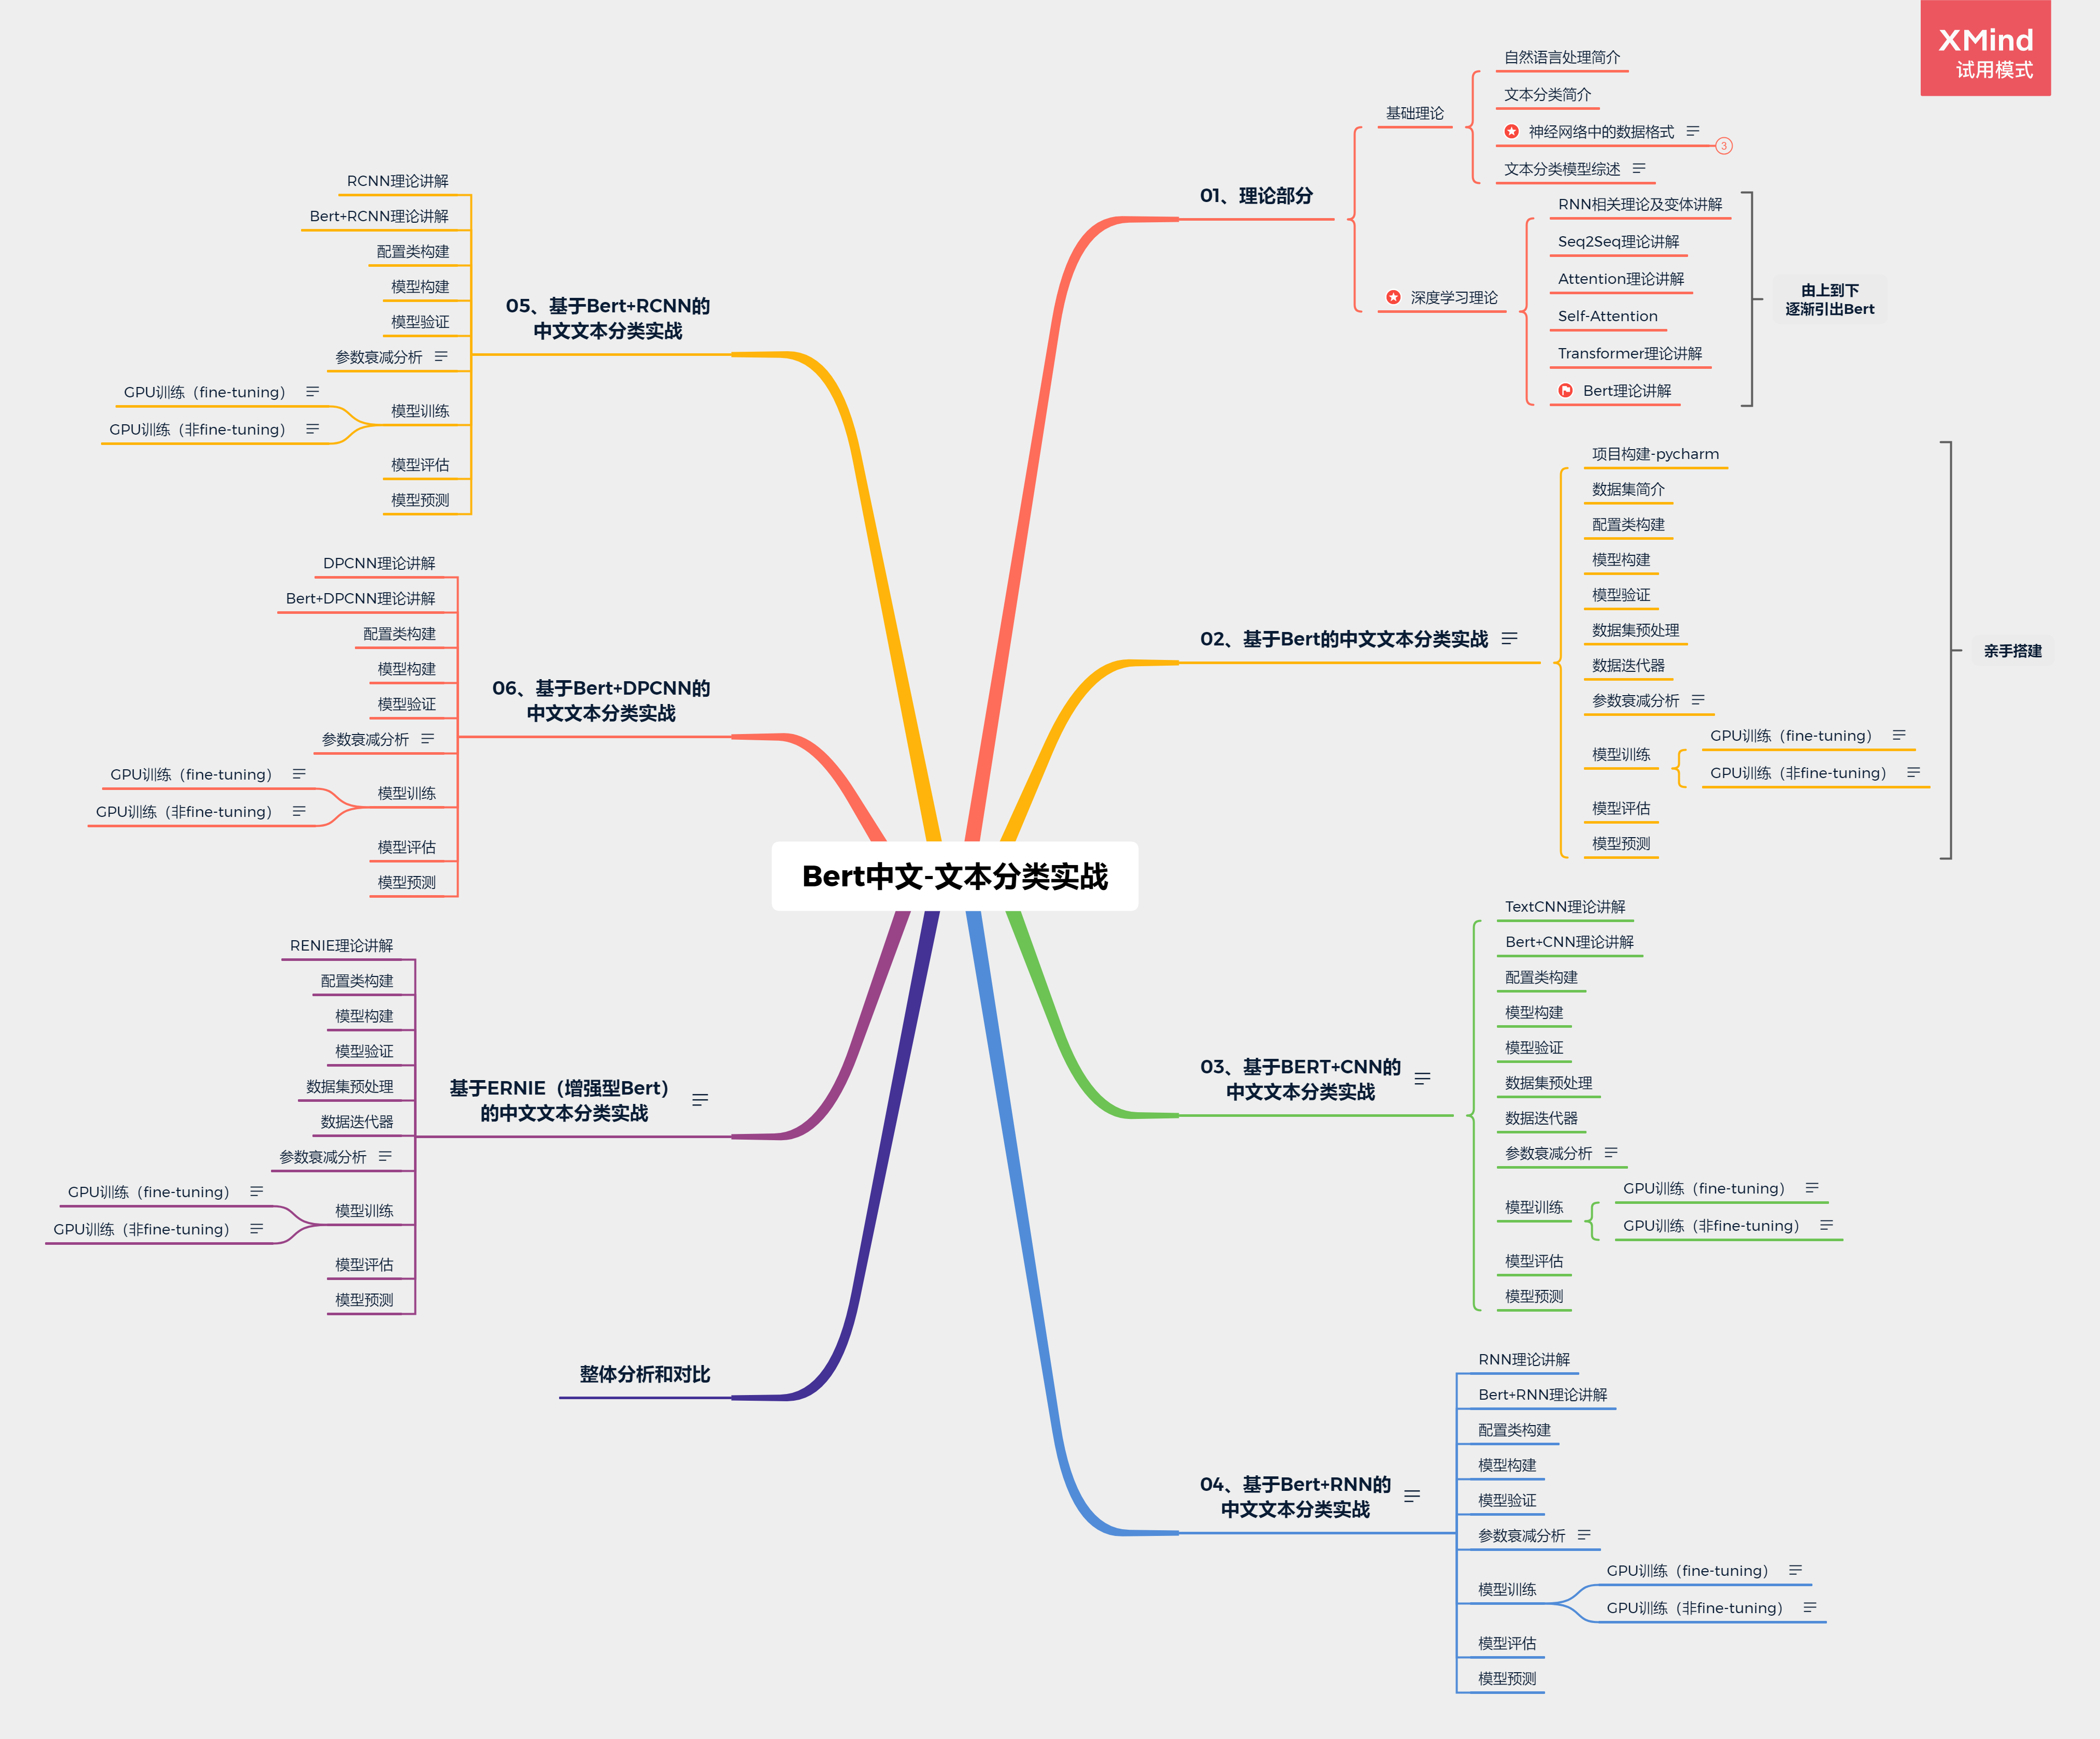 XMind
试用模式
Bert中文-文本分类实战
01、理论部分
基础理论
自然语言处理简介
文本分类简介
神经网络中的数据格式
3
文本分类模型综述
深度学习理论
RNN相关理论及变体讲解
Seq2Seq理论讲解
Attention理论讲解
Self-Attention
Transformer理论讲解
Bert理论讲解
由上到下
逐渐引出Bert
02、基于Bert的中文文本分类实战
项目构建-pycharm
数据集简介
配置类构建
模型构建
模型验证
数据集预处理
数据迭代器
参数衰减分析
模型训练
GPU训练（fine-tuning）
GPU训练（非fine-tuning）
模型评估
模型预测
亲手搭建
03、基于BERT+CNN的
中文文本分类实战
TextCNN理论讲解
Bert+CNN理论讲解
配置类构建
模型构建
模型验证
数据集预处理
数据迭代器
参数衰减分析
模型训练
GPU训练（fine-tuning）
GPU训练（非fine-tuning）
模型评估
模型预测
04、基于Bert+RNN的
中文文本分类实战
RNN理论讲解
Bert+RNN理论讲解
配置类构建
模型构建
模型验证
参数衰减分析
模型训练
GPU训练（fine-tuning）
GPU训练（非fine-tuning）
模型评估
模型预测
05、基于Bert+RCNN的
中文文本分类实战
RCNN理论讲解
Bert+RCNN理论讲解
配置类构建
模型构建
模型验证
参数衰减分析
模型训练
GPU训练（fine-tuning）
GPU训练（非fine-tuning）
模型评估
模型预测
06、基于Bert+DPCNN的
中文文本分类实战
DPCNN理论讲解
Bert+DPCNN理论讲解
配置类构建
模型构建
模型验证
参数衰减分析
模型训练
GPU训练（fine-tuning）
GPU训练（非fine-tuning）
模型评估
模型预测
基于ERNIE（增强型Bert）
的中文文本分类实战
RENIE理论讲解
配置类构建
模型构建
模型验证
数据集预处理
数据迭代器
参数衰减分析
模型训练
GPU训练（fine-tuning）
GPU训练（非fine-tuning）
模型评估
模型预测
整体分析和对比